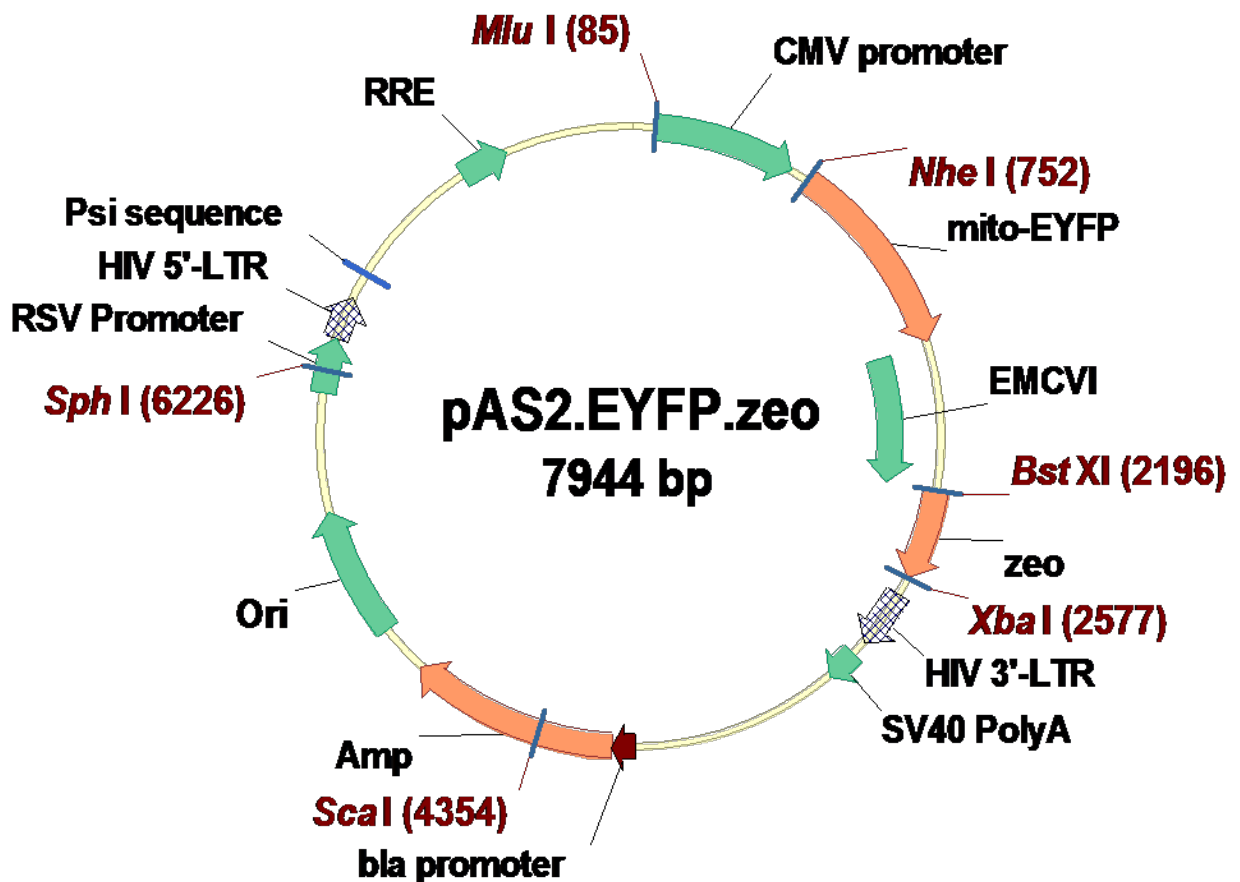 Mlu I (85)
CMV promoter
RRE
Nhe I (752)
mito-EYFP
Psi sequence
HIV 5'-LTR
RSV Promoter
Sph I (6226)
pAS2.EYFP.zeo
7944 bp
EMCVI
Bst XI (2196)
zeo
Xba I (2577)
HIV 3'-LTR
SV40 PolyA
Ori
Amp
Sca I (4354)
bla promoter